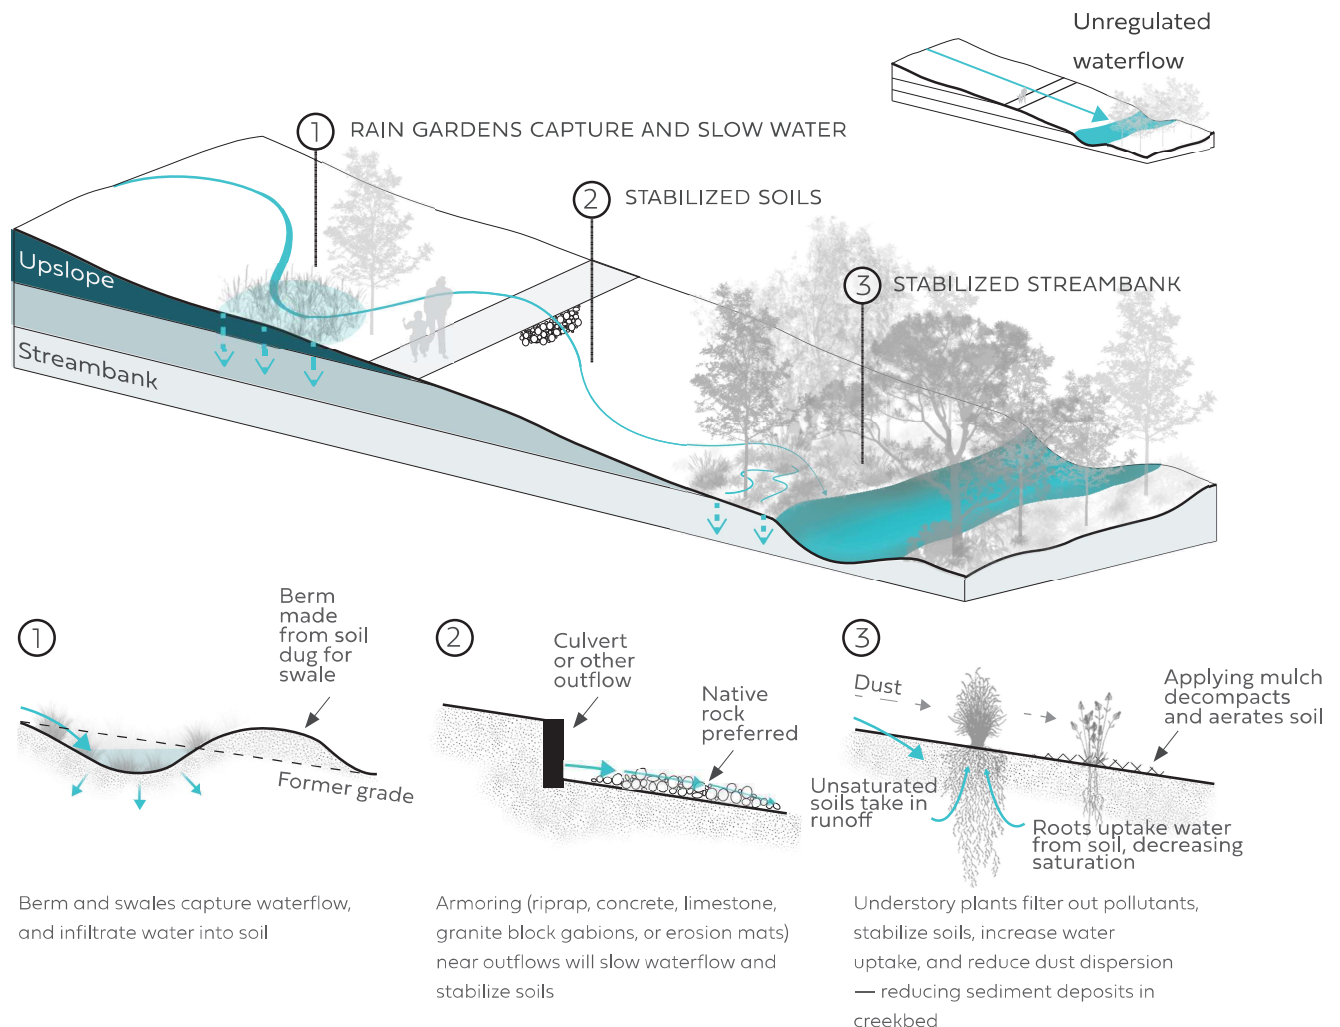 Unregulated
waterflow
1 RAIN GARDENS CAPTURE AND SLOW WATER
2 STABILIZED SOILS
3 STABILIZED STREAMBANK
Upslope
Streambank
1
Berm
made
from soil
dug for
swale
Former grade
Berm and swales capture waterflow,
and infiltrate water into soil
2
Culvert
or other
outflow
Native
rock
preferred
Armoring (riprap, concrete, limestone,
granite block gabions, or erosion mats)
near outflows will slow waterflow and
stabilize soils
3
Dust
Applying mulch
decompacts
and aerates soil
Unsaturated
soils take in
runoff
Roots uptake water
from soil, decreasing
saturation
Understory plants filter out pollutants,
stabilize soils, increase water
uptake, and reduce dust dispersion
— reducing sediment deposits in
creekbed